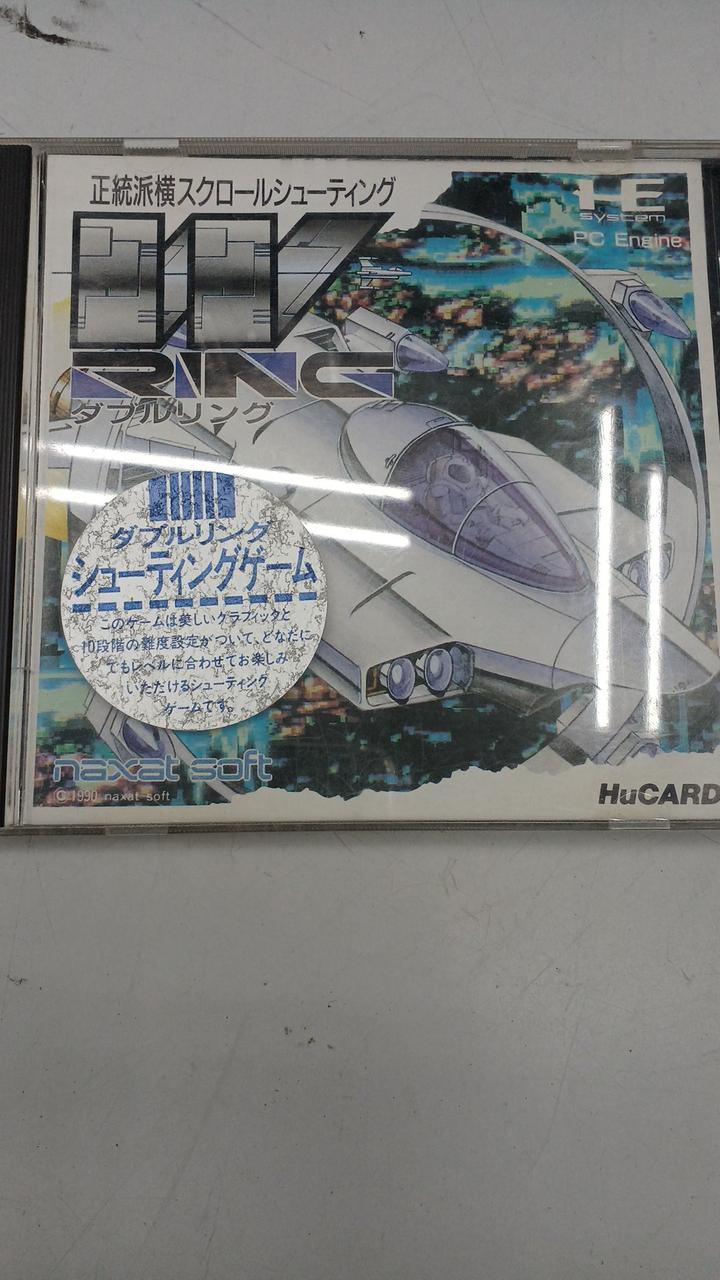 正統派横スクロールシューティング
HE
system
PC Engine
W
RING
ダブルリング
ダブルリング
シューティングゲーム
このゲームは美しいグラフィックと
10段階の難度設定がついて、どなたに
でもレベルに合わせてお楽しみ
いただけるシューティング
ゲームです。
naxat soft
©1990 naxat soft
HuCARD